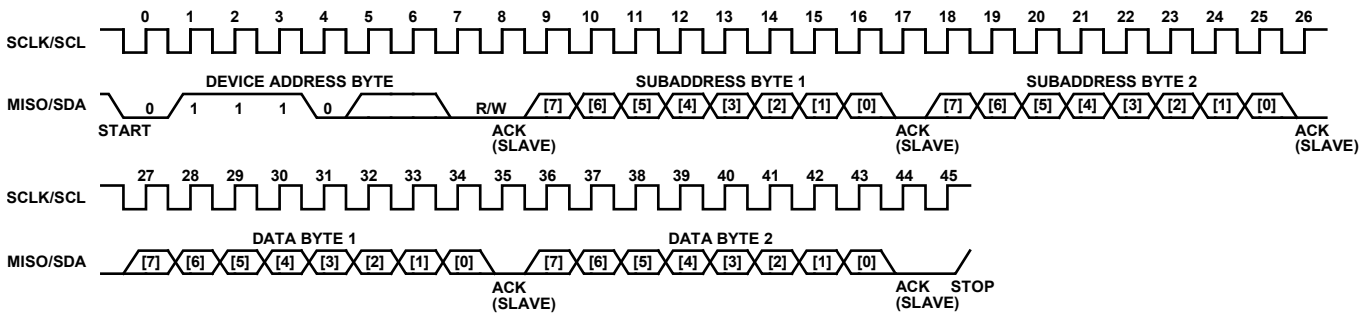 0 1 2 3 4 5 6 7 8 9 10 11 12 13 14 15 16 17 18 19 20 21 22 23 24 25 26
SCLK/SCL
DEVICE ADDRESS BYTE SUBADDRESS BYTE 1 SUBADDRESS BYTE 2
MISO/SDA 0 1 1 1 0 R/W [7] [6] [5] [4] [3] [2] [1] [0] [7] [6] [5] [4] [3] [2] [1] [0]
START ACK ACK ACK
(SLAVE) (SLAVE) (SLAVE)
27 28 29 30 31 32 33 34 35 36 37 38 39 40 41 42 43 44 45
SCLK/SCL
DATA BYTE 1 DATA BYTE 2
MISO/SDA [7] [6] [5] [4] [3] [2] [1] [0] [7] [6] [5] [4] [3] [2] [1] [0]
ACK ACK STOP
(SLAVE) (SLAVE)